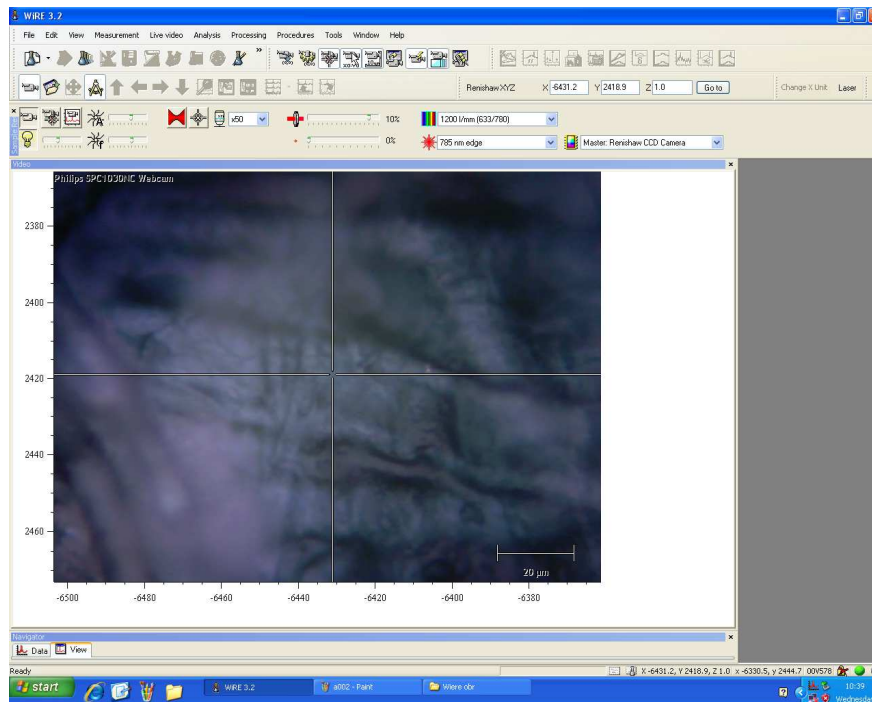 WiRE 3.2
File Edit View Measurement Live video Analysis Processing Procedures Tools Window Help
Renishaw XYZ X -6431.2 Y 2418.9 Z 1.0 Go to Change X Unit Laser
x50 10% 1200 l/mm (633/780)
0% 785 nm edge Master: Renishaw CCD Camera
Video
Philips SPC1030NC Webcam
2380
2400
2420
2440
2460
20 µm
-6500 -6480 -6460 -6440 -6420 -6400 -6380
Navigator
Data View
Ready X -6431.2, Y 2418.9, Z 1.0 x -6330.5, y 2444.7 00V578
start WiRE 3.2 a002 - Paint Wiere obr 10:39
Wednesday